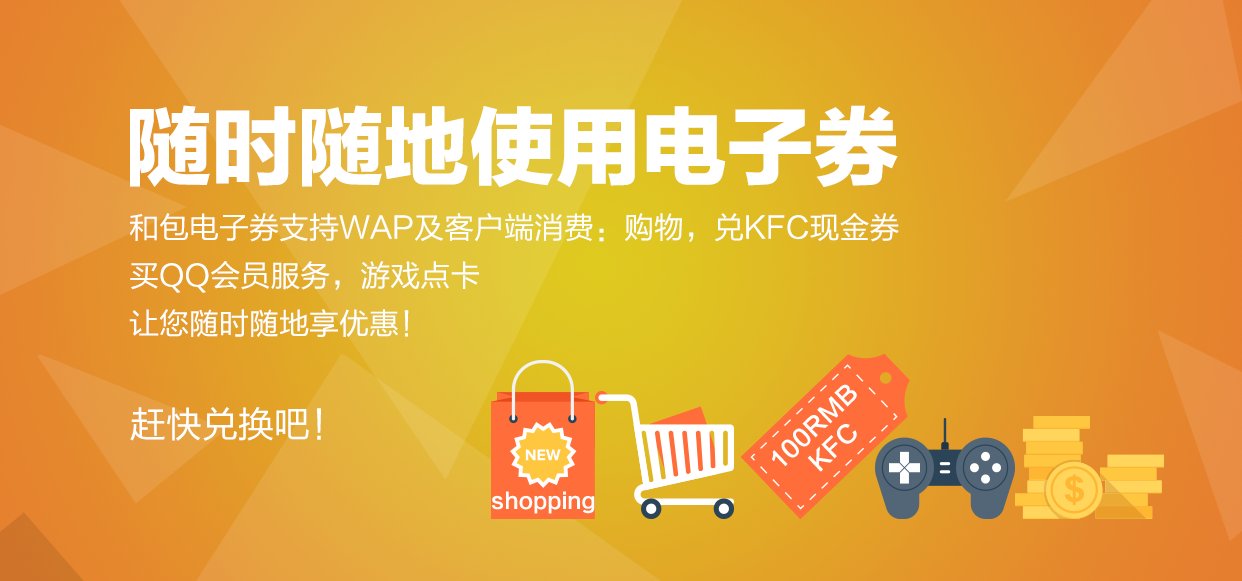 随时随地使用电子券
和包电子券支持WAP及客户端消费：购物，兑KFC现金券
买QQ会员服务，游戏点卡
让您随时随地享优惠！
赶快兑换吧！
NEW
shopping
100RMB
KFC
$